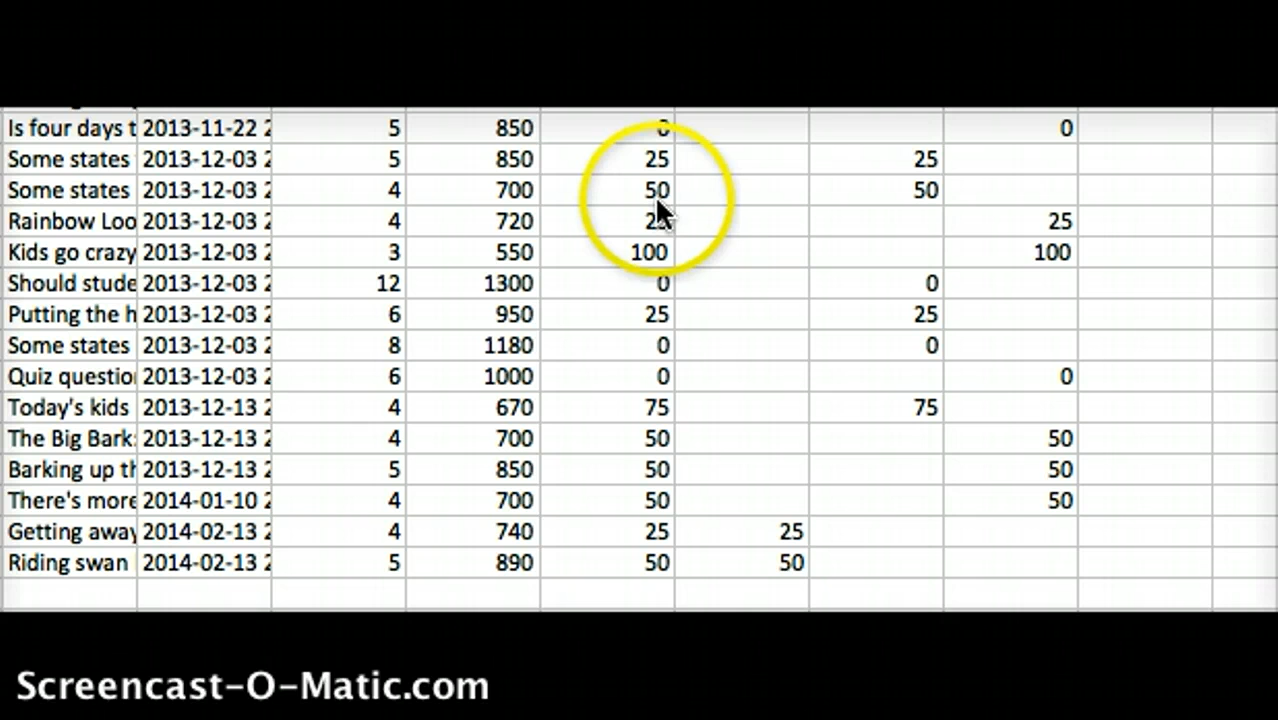 Is four days t 2013-11-22 2 5 850 0 0
Some states 2013-12-03 2 5 850 25 25
Some states 2013-12-03 2 4 700 50 50
Rainbow Loo 2013-12-03 2 4 720 25 25
Kids go crazy 2013-12-03 2 3 550 100 100
Should stude 2013-12-03 2 12 1300 0 0
Putting the h 2013-12-03 2 6 950 25 25
Some states 2013-12-03 2 8 1180 0 0
Quiz question 2013-12-03 2 6 1000 0 0
Today's kids 2013-12-13 2 4 670 75 75
The Big Bark: 2013-12-13 2 4 700 50 50
Barking up th 2013-12-13 2 5 850 50 50
There's more 2014-01-10 2 4 700 50 50
Getting away 2014-02-13 2 4 740 25 25
Riding swan 2014-02-13 2 5 890 50 50
Screencast-O-Matic.com